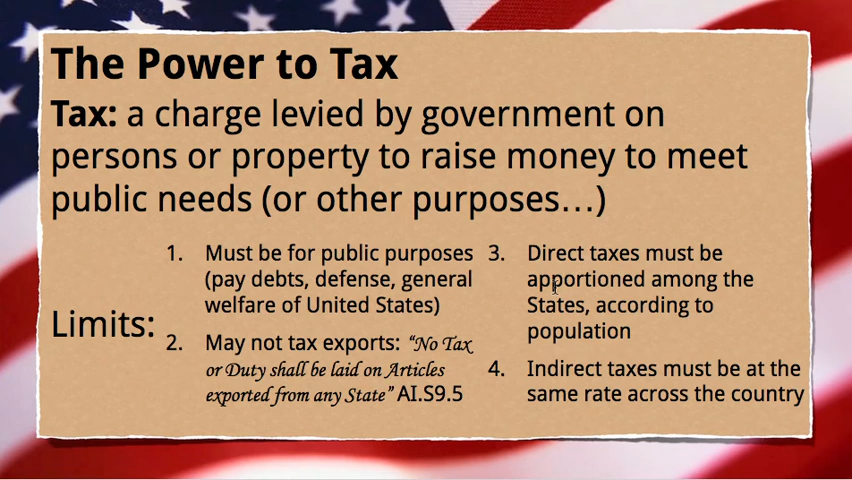 The Power to Tax
Tax: a charge levied by government on
persons or property to raise money to meet
public needs (or other purposes…)
Limits:
1. Must be for public purposes
(pay debts, defense, general
welfare of United States)
2. May not tax exports: “No Tax
or Duty shall be laid on Articles
exported from any State” AI.S9.5
3. Direct taxes must be
apportioned among the
States, according to
population
4. Indirect taxes must be at the
same rate across the country